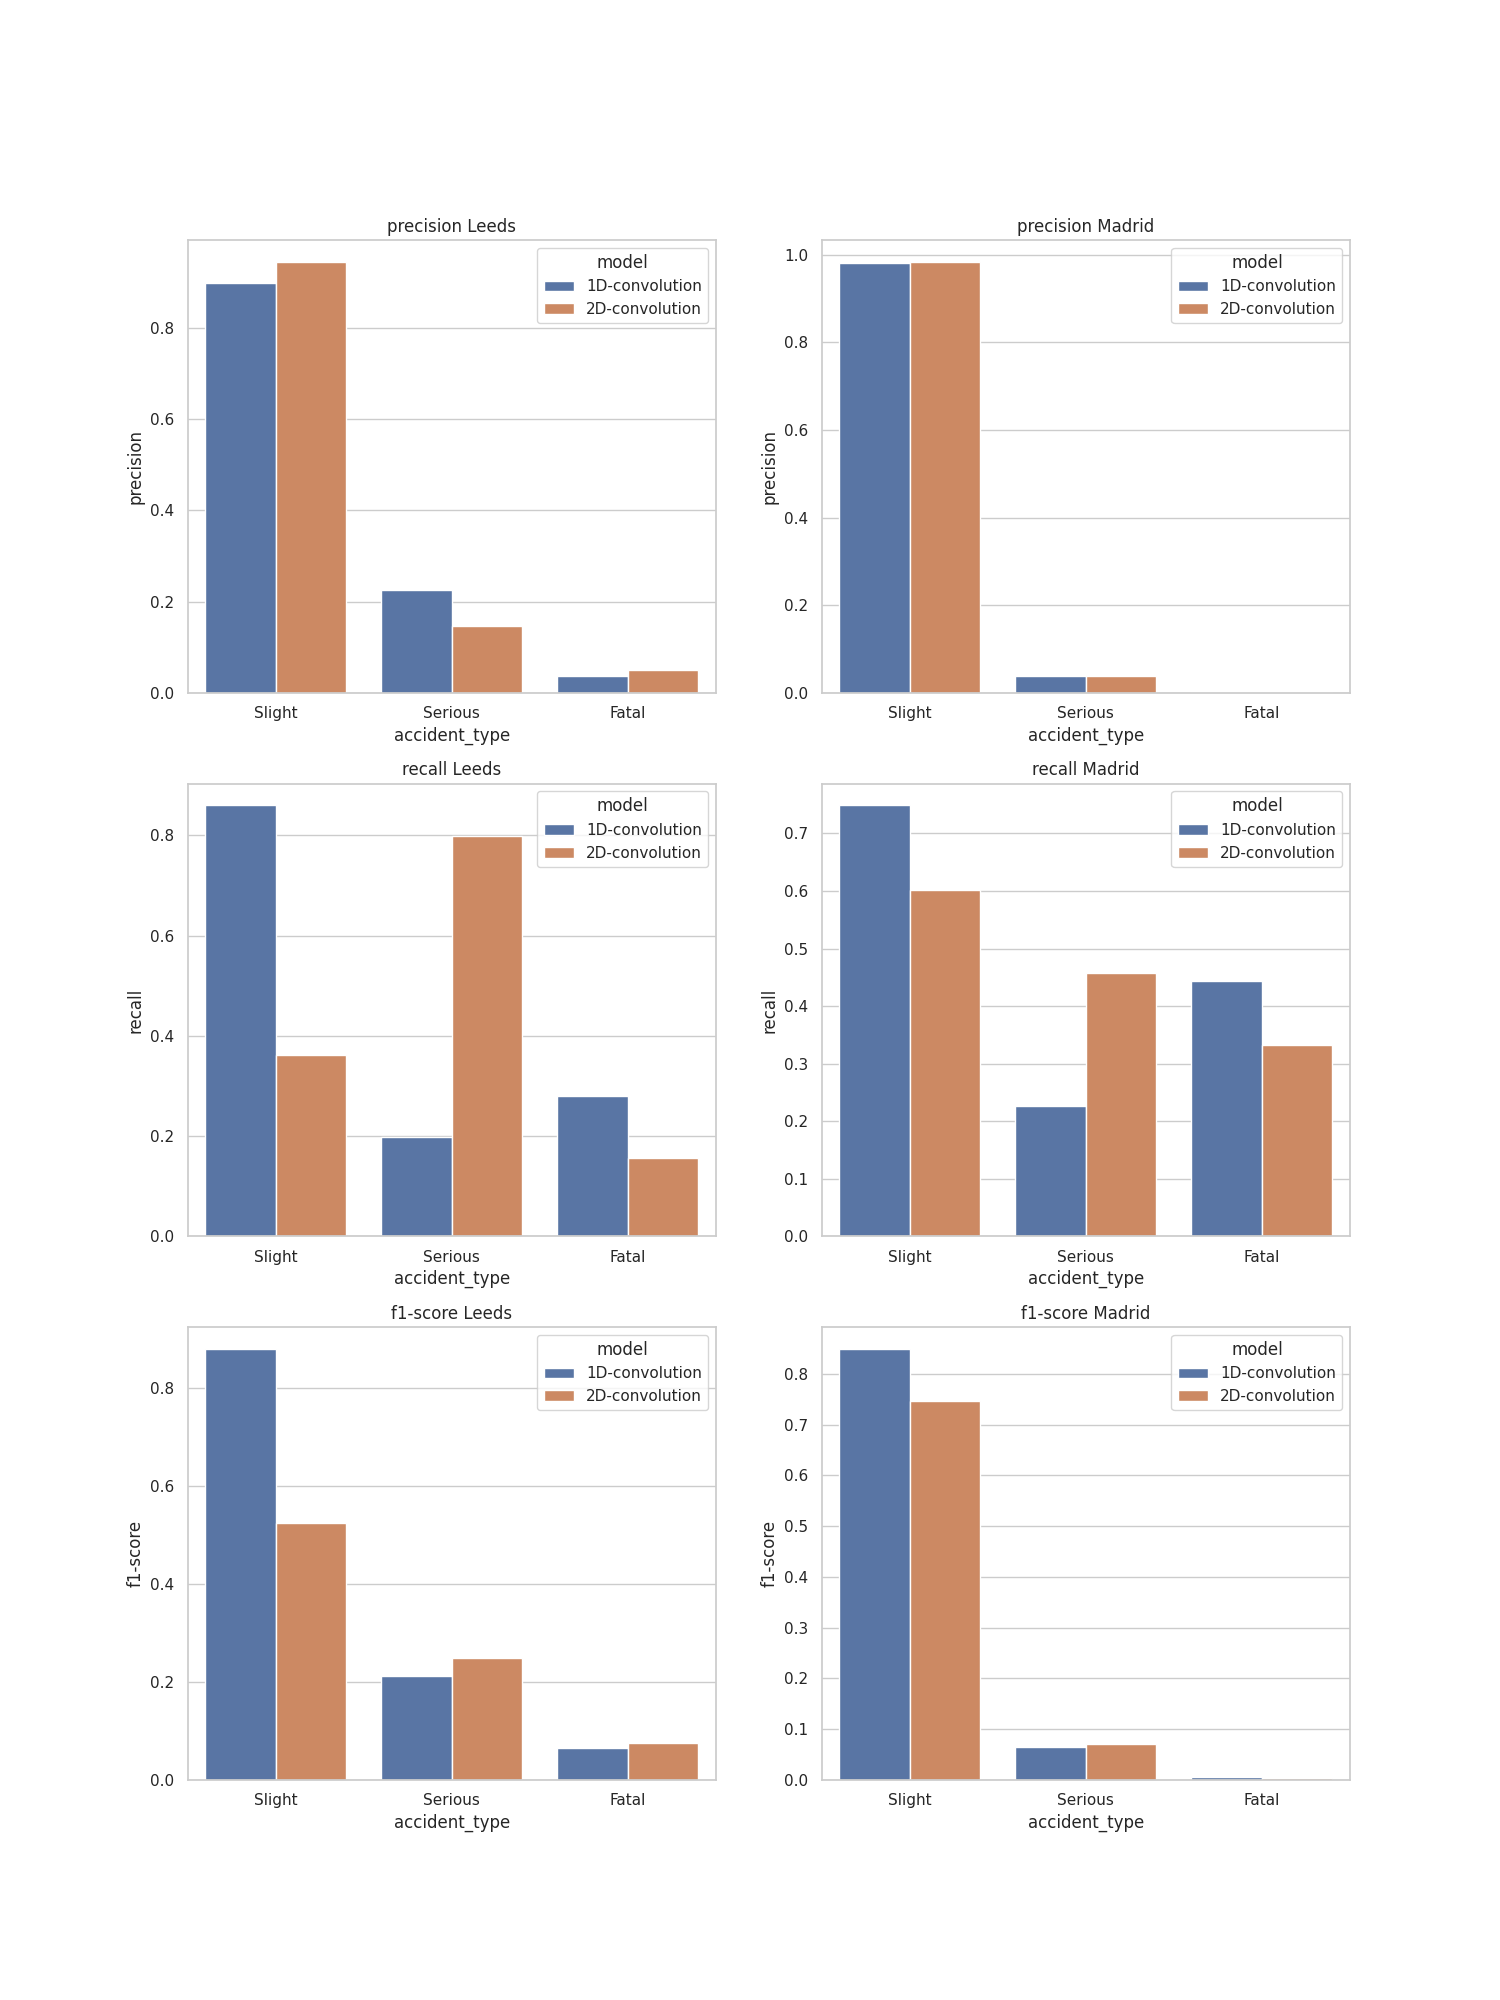 precision Leeds
model
1D-convolution
2D-convolution
precision
0.8
0.6
0.4
0.2
0.0
Slight Serious Fatal
accident_type
precision Madrid
model
1D-convolution
2D-convolution
precision
1.0
0.8
0.6
0.4
0.2
0.0
Slight Serious Fatal
accident_type
recall Leeds
model
1D-convolution
2D-convolution
recall
0.8
0.6
0.4
0.2
0.0
Slight Serious Fatal
accident_type
recall Madrid
model
1D-convolution
2D-convolution
recall
0.7
0.6
0.5
0.4
0.3
0.2
0.1
0.0
Slight Serious Fatal
accident_type
f1-score Leeds
model
1D-convolution
2D-convolution
f1-score
0.8
0.6
0.4
0.2
0.0
Slight Serious Fatal
accident_type
f1-score Madrid
model
1D-convolution
2D-convolution
f1-score
0.8
0.7
0.6
0.5
0.4
0.3
0.2
0.1
0.0
Slight Serious Fatal
accident_type